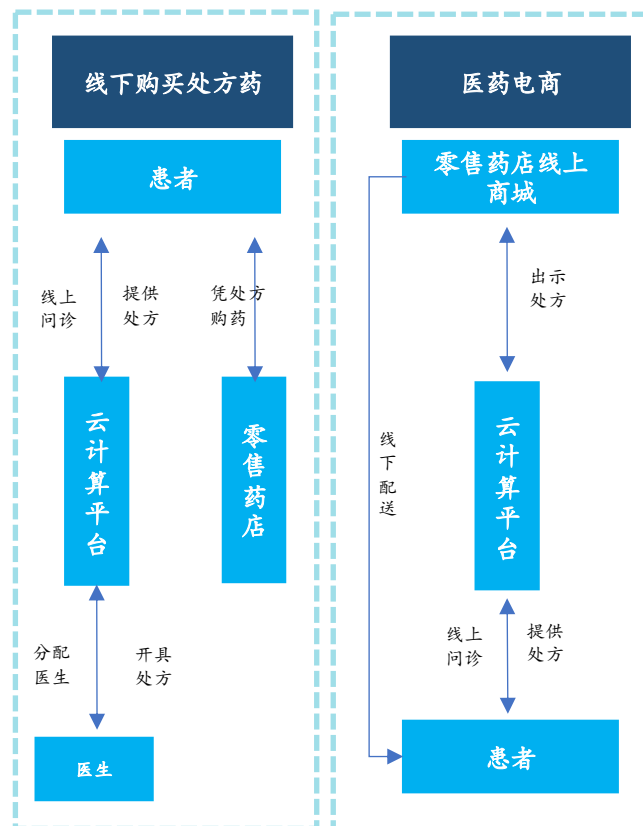 线下购买处方药
患者
线上
问诊
提供
处方
凭处方
购药
云计算平台
零售药店
分配
医生
开具
处方
医生
医药电商
零售药店线上
商城
出示
处方
线下配送
云计算平台
线上
问诊
提供
处方
患者